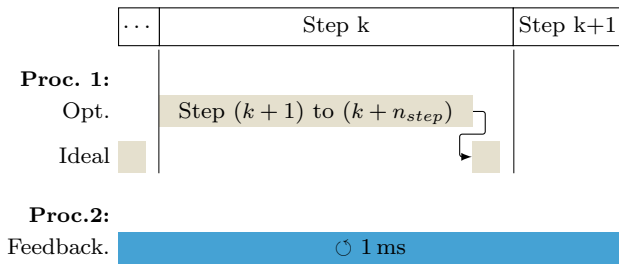 ··· Step k Step k+1
Proc. 1:
Opt. Step (k + 1) to (k + n_step)
Ideal
Proc.2:
Feedback. ↺ 1 ms